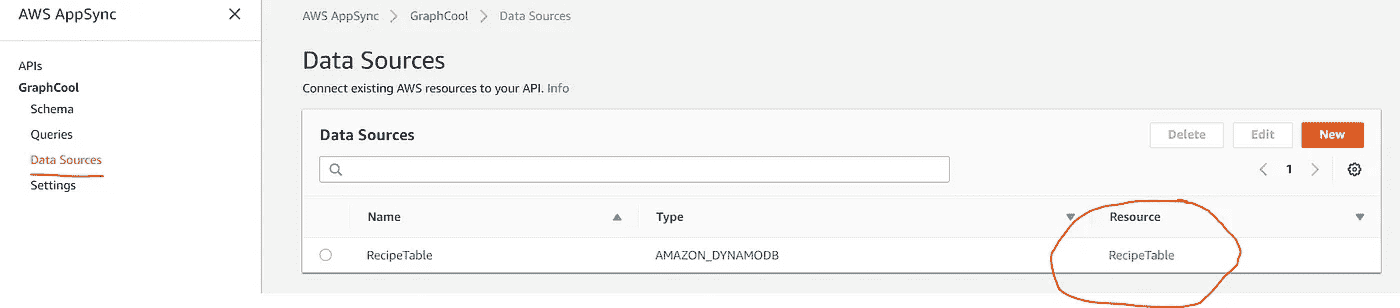 AWS AppSync
APIs
GraphCool
Schema
Queries
Data Sources
Settings
AWS AppSync > GraphCool > Data Sources
Data Sources
Connect existing AWS resources to your API. Info
Data Sources
Delete Edit New
1
Name Type Resource
RecipeTable AMAZON_DYNAMODB RecipeTable